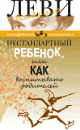 ЛЕВИ
НЕСТАНДАРТНЫЙ
РЕБЕНОК,
или
КАК
воспитывать
родителей